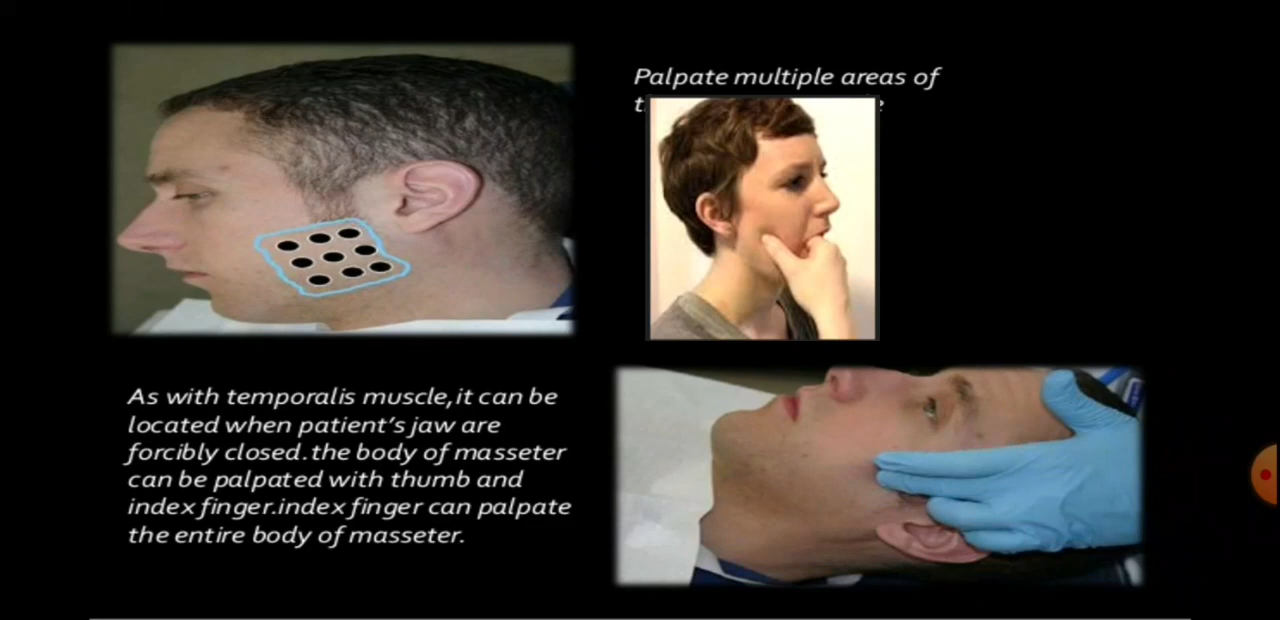 Palpate multiple areas of
As with temporalis muscle,it can be
located when patient's jaw are
forcibly closed.the body of masseter
can be palpated with thumb and
index finger.index finger can palpate
the entire body of masseter.